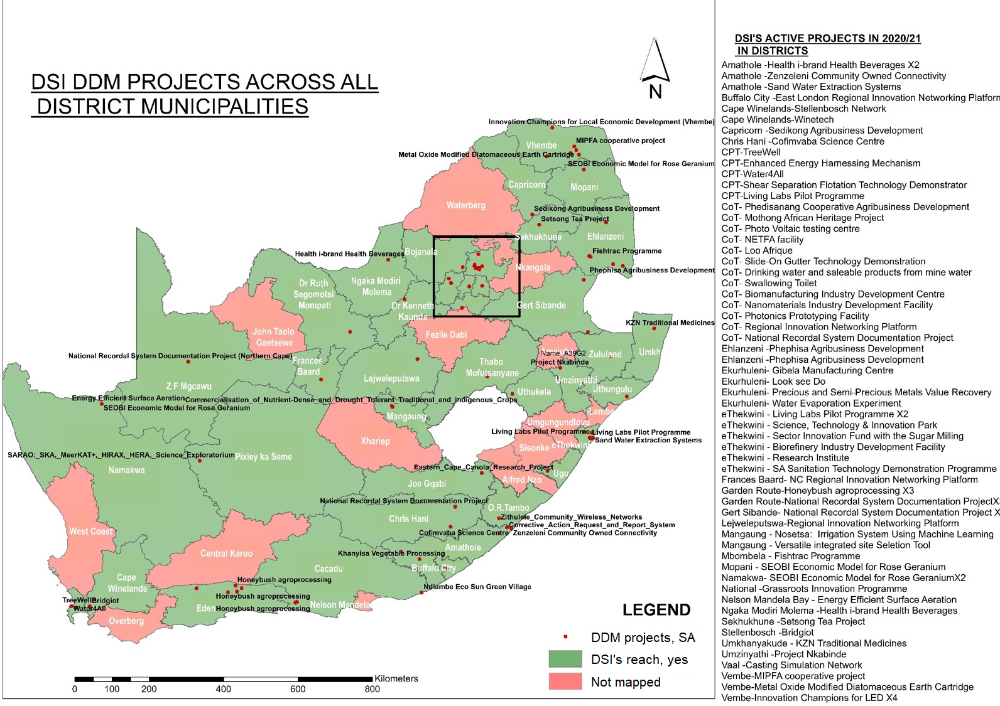 DSI DDM PROJECTS ACROSS ALL
DISTRICT MUNICIPALITIES
N
Innovation Champions for Local Economic Development (Vhembe)
Vhembe
MIPFA cooperative project
Metal Oxide Modified Diatomaceous Earth Cartridge
SEOBI Economic Model for Rose Geranium
Capricorn
Mopani
Waterberg
Sedikong Agribusiness Development
Setsong Tea Project
Sekhukhune
Ehlanzeni
Bojanala
Health i-brand Health Beverages
Fishtrac Programme
Nkangala
Phephisa Agribusiness Development
Dr Ruth
Segomotsi
Mompati
Ngaka Modiri
Molema
Dr Kenneth
Kaunda
Gert Sibande
KZN Traditional Medicines
John Taolo
Gaetsewe
Fezile Dabi
Amajuba
Name_A39G2
Zululand
Umkh
National Recordal System Documentation Project (Northern Cape)
Frances
Baard
Thabo
Mofutsanyane
Project Nkabinde
Z F Mgcawu
Lejweleputswa
Umzinyathi
Uthukela
Uthungulu
Energy Efficient Surface Aeration
Commercialisation_of_Nutrient-Dense_and_Drought_Tolerant_Traditional_and_indigenous_Crops
SEOBI Economic Model for Rose Geranium
Mangaung
iLembe
Umgungundlovu
Living Labs Pilot Programme
Living Labs Pilot Programme
Xhariep
Sand Water Extraction Systems
Sisonke
eThekwini
SARAO:_SKA,_MeerKAT+,_HIRAX,_HERA,_Science_Exploratorium
Pixley ka Seme
Namakwa
Eastern_Cape_Canola_Research_Project
Ugu
Alfred Nzo
Joe Gqabi
National Recordal System Documentation Project
O.R.Tambo
Chris Hani
Zithulele_Community_Wireless_Networks
Corrective_Action_Request_and_Report_System
Cofimvaba Science Centre
Zenzeleni Community Owned Connectivity
West Coast
Amathole
Central Karoo
Khanyisa Vegetable Processing
Cacadu
Buffalo City
Cape
Winelands
Honeybush agroprocessing
Ndlambe Eco Sun Green Village
Honeybush agroprocessing
TreeWell
Bridgiot
Water4All
Eden
Honeybush agroprocessing
Nelson Mandela
Overberg
LEGEND
DDM projects, SA
DSI's reach, yes
Not mapped
Kilometers
0 100 200 400 600 800
DSI'S ACTIVE PROJECTS IN 2020/21
IN DISTRICTS
Amathole -Health i-brand Health Beverages X2
Amathole -Zenzeleni Community Owned Connectivity
Amathole -Sand Water Extraction Systems
Buffalo City -East London Regional Innovation Networking Platform
Cape Winelands-Stellenbosch Network
Cape Winelands-Winetech
Capricorn -Sedikong Agribusiness Development
Chris Hani -Cofimvaba Science Centre
CPT-TreeWell
CPT-Enhanced Energy Harnessing Mechanism
CPT-Water4All
CPT-Shear Separation Flotation Technology Demonstrator
CPT-Living Labs Pilot Programme
CoT- Phedisanang Cooperative Agribusiness Development
CoT- Mothong African Heritage Project
CoT- Photo Voltaic testing centre
CoT- NETFA facility
CoT- Loo Afrique
CoT- Slide-On Gutter Technology Demonstration
CoT- Drinking water and saleable products from mine water
CoT- Swallowing Toilet
CoT- Biomanufacturing Industry Development Centre
CoT- Nanomaterials Industry Development Facility
CoT- Photonics Prototyping Facility
CoT- Regional Innovation Networking Platform
CoT- National Recordal System Documentation Project
Ehlanzeni -Phephisa Agribusiness Development
Ehlanzeni -Phephisa Agribusiness Development
Ekurhuleni- Gibela Manufacturing Centre
Ekurhuleni- Look see Do
Ekurhuleni- Precious and Semi-Precious Metals Value Recovery
Ekurhuleni- Water Evaporation Experiment
eThekwini - Living Labs Pilot Programme X2
eThekwini - Science, Technology & Innovation Park
eThekwini - Sector Innovation Fund with the Sugar Milling
eThekwini - Biorefinery Industry Development Facility
eThekwini - Research Institute
eThekwini - SA Sanitation Technology Demonstration Programme
Frances Baard- NC Regional Innovation Networking Platform
Garden Route-Honeybush agroprocessing X3
Garden Route-National Recordal System Documentation ProjectX
Gert Sibande- National Recordal System Documentation Project X
Lejweleputswa-Regional Innovation Networking Platform
Mangaung - Nosetsa: Irrigation System Using Machine Learning
Mangaung - Versatile integrated site Seletion Tool
Mbombela - Fishtrac Programme
Mopani - SEOBI Economic Model for Rose Geranium
Namakwa- SEOBI Economic Model for Rose GeraniumX2
National -Grassroots Innovation Programme
Nelson Mandela Bay - Energy Efficient Surface Aeration
Ngaka Modiri Molema -Health i-brand Health Beverages
Sekhukhune -Setsong Tea Project
Stellenbosch -Bridgiot
Umkhanyakude - KZN Traditional Medicines
Umzinyathi -Project Nkabinde
Vaal -Casting Simulation Network
Vembe-MIPFA cooperative project
Vembe-Metal Oxide Modified Diatomaceous Earth Cartridge
Vembe-Innovation Champions for LED X4